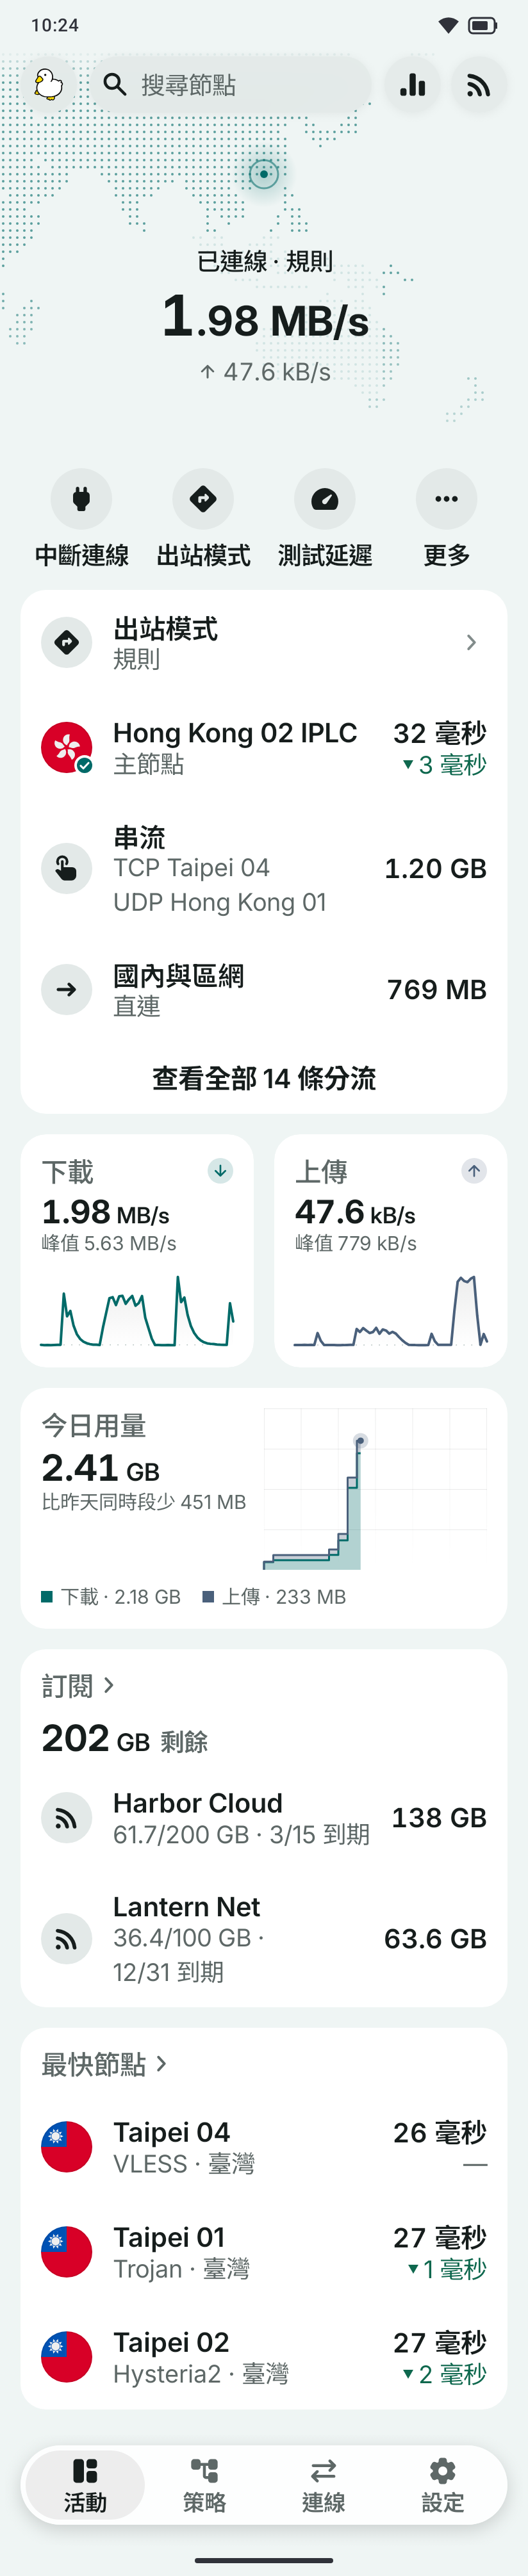 10:24
搜尋節點
已連線 · 規則
1.98 MB/s
↑ 47.6 kB/s
中斷連線
出站模式
測試延遲
更多
出站模式
規則
Hong Kong 02 IPLC
32 毫秒
主節點
▼3 毫秒
串流
TCP Taipei 04
UDP Hong Kong 01
1.20 GB
國內與區網
直連
769 MB
查看全部 14 條分流
下載
1.98 MB/s
峰值 5.63 MB/s
上傳
47.6 kB/s
峰值 779 kB/s
今日用量
2.41 GB
比昨天同時段少 451 MB
下載 · 2.18 GB
上傳 · 233 MB
訂閱
202 GB 剩餘
Harbor Cloud
61.7/200 GB · 3/15 到期
138 GB
Lantern Net
36.4/100 GB ·
12/31 到期
63.6 GB
最快節點
Taipei 04
26 毫秒
VLESS · 臺灣
—
Taipei 01
27 毫秒
Trojan · 臺灣
▼1 毫秒
Taipei 02
27 毫秒
Hysteria2 · 臺灣
▼2 毫秒
活動
策略
連線
設定